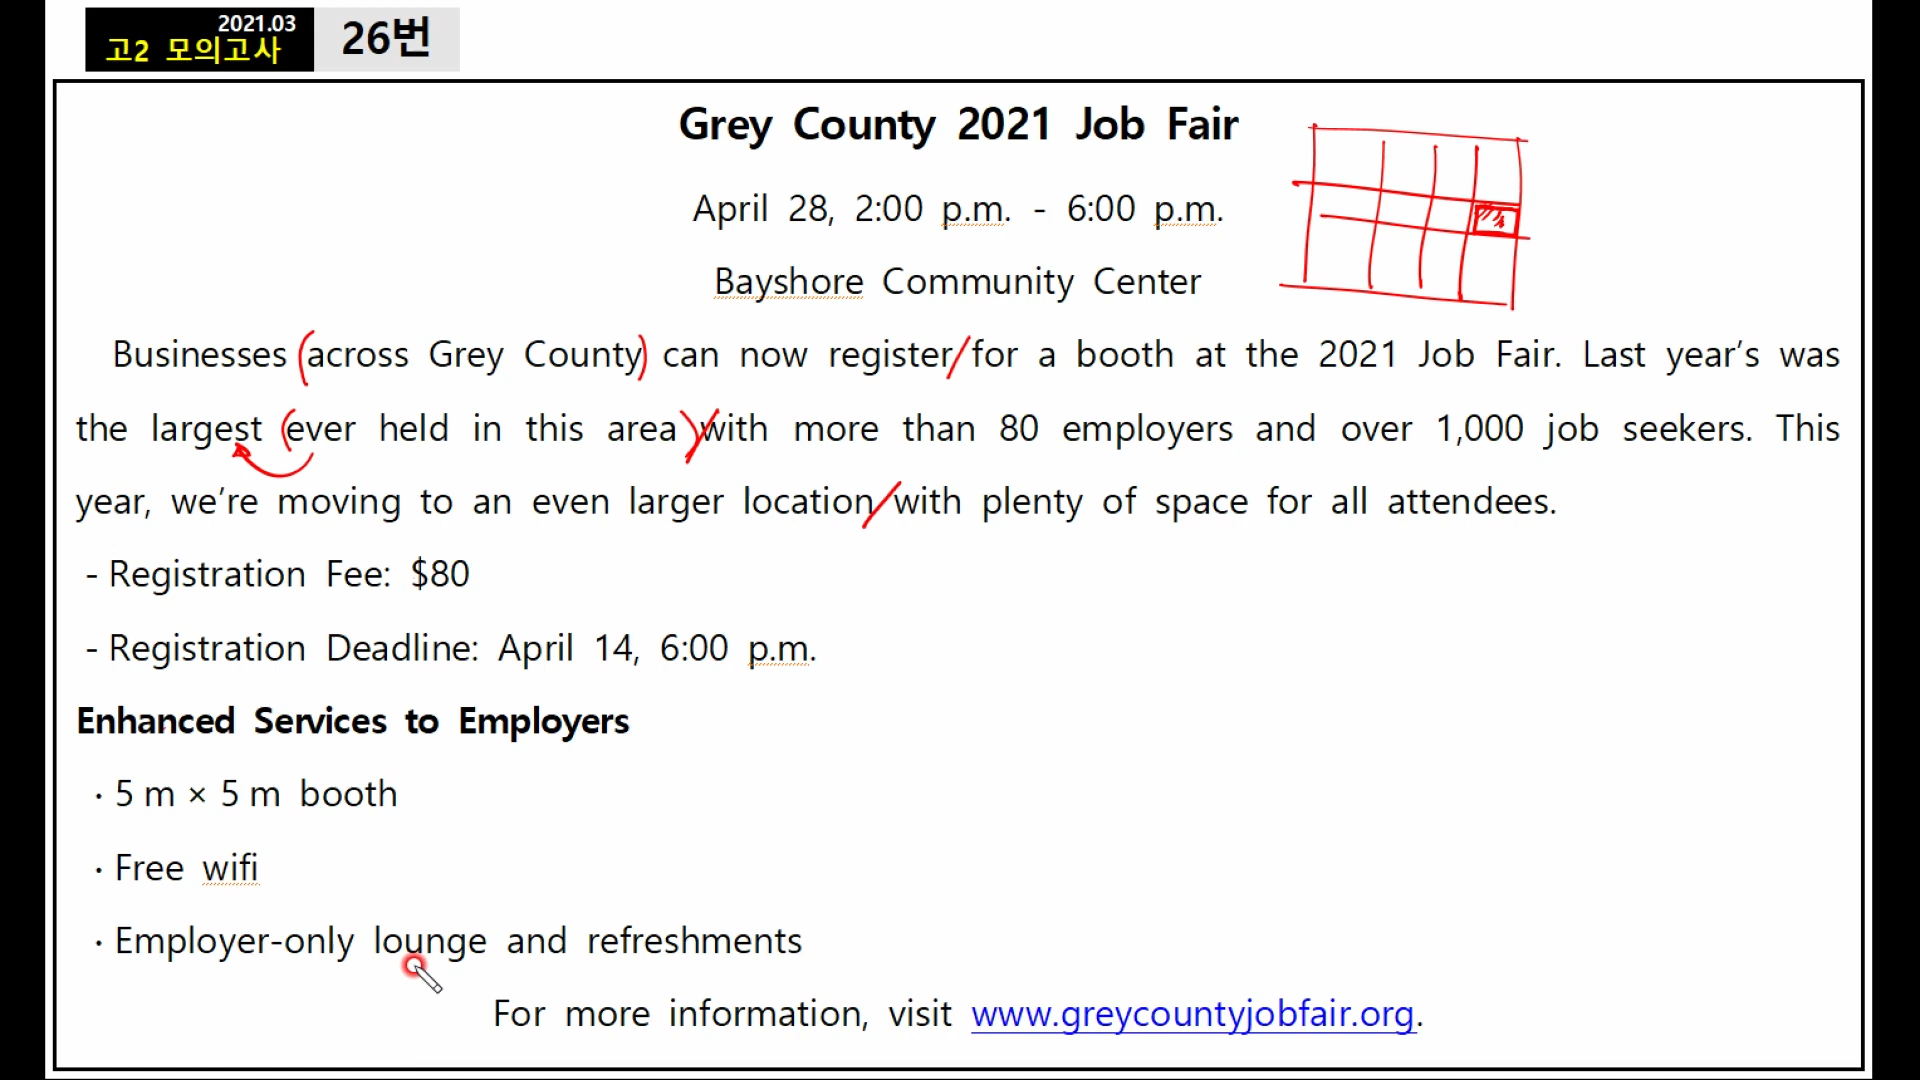 2021.03
고2 모의고사
26번
Grey County 2021 Job Fair
April 28, 2:00 p.m. - 6:00 p.m.
Bayshore Community Center
Businesses (across Grey County) can now register/for a booth at the 2021 Job Fair. Last year’s was
the largest (ever held in this area)/with more than 80 employers and over 1,000 job seekers. This
year, we’re moving to an even larger location/with plenty of space for all attendees.
- Registration Fee: $80
- Registration Deadline: April 14, 6:00 p.m.
Enhanced Services to Employers
· 5 m × 5 m booth
· Free wifi
· Employer-only lounge and refreshments
For more information, visit www.greycountyjobfair.org.